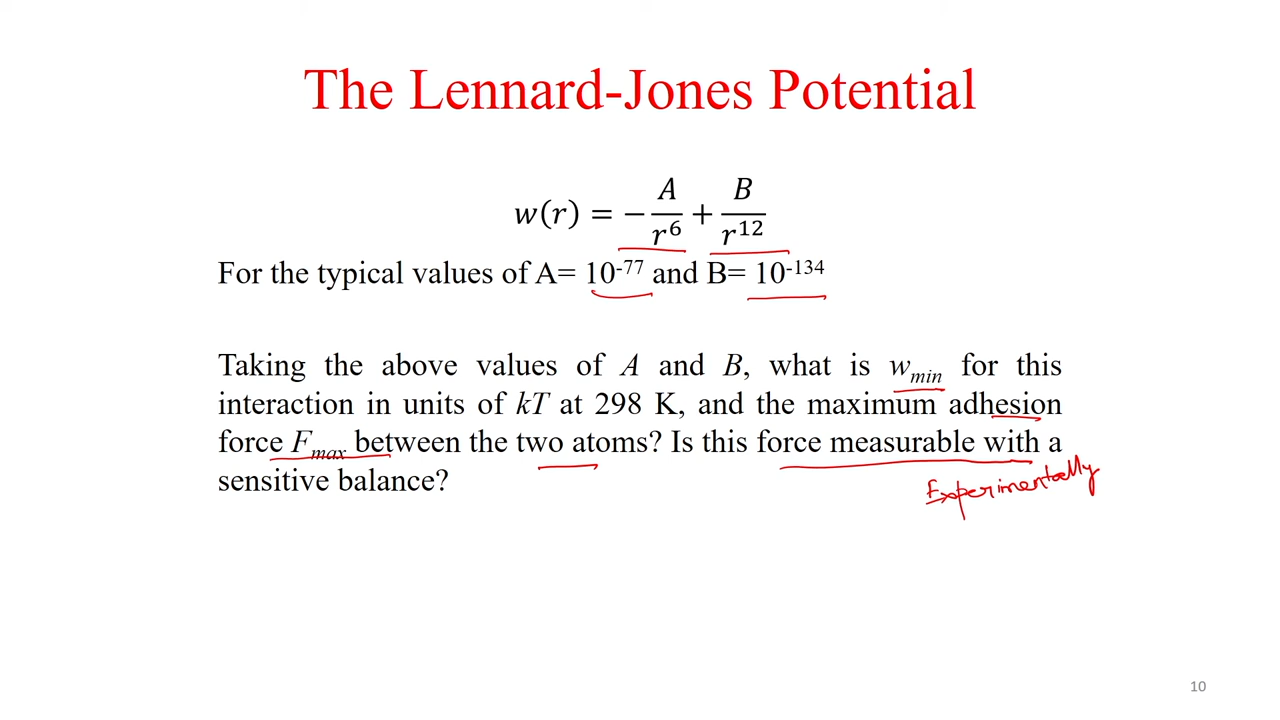 The Lennard-Jones Potential
w(r) = −A/r⁶ + B/r¹²
For the typical values of A= 10⁻⁷⁷ and B= 10⁻¹³⁴
Taking the above values of A and B, what is wₘᵢₙ for this
interaction in units of kT at 298 K, and the maximum adhesion
force Fₘₐₓ between the two atoms? Is this force measurable with a
sensitive balance?
Experimentally
10